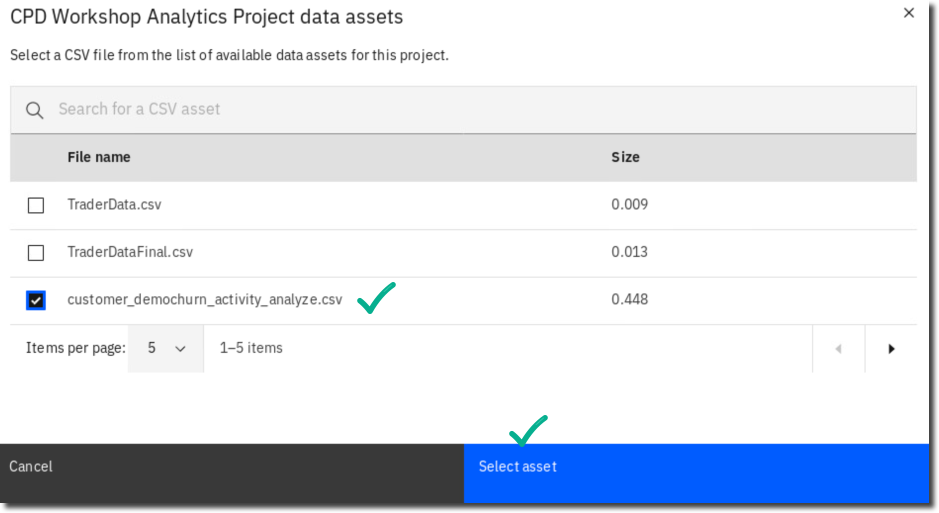 CPD Workshop Analytics Project data assets
Select a CSV file from the list of available data assets for this project.
Search for a CSV asset
File name Size
TraderData.csv 0.009
TraderDataFinal.csv 0.013
customer_demochurn_activity_analyze.csv 0.448
Items per page: 5 1–5 items
Cancel Select asset